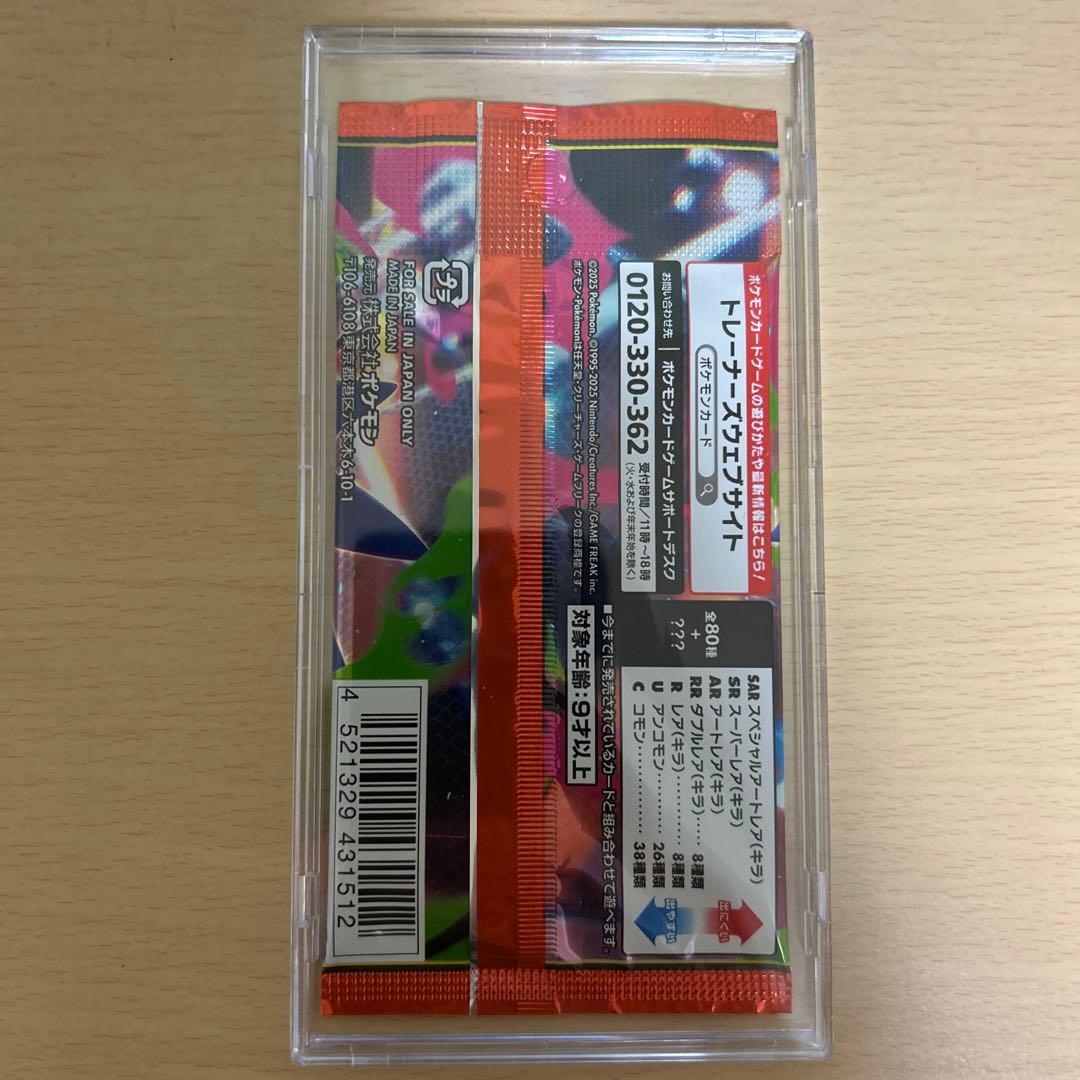 ポケモンカードゲームの遊びかたや最新情報はこちら！
トレーナーズウェブサイト
ポケモンカード
お問い合わせ先
ポケモンカードゲームサポートデスク
0120-330-362
受付時間／11時～18時
(火・水および年末年始を除く)
©2025 Pokémon. ©1995-2025 Nintendo/Creatures Inc./GAME FREAK inc.
ポケモン・Pokémonは任天堂・クリーチャーズ・ゲームフリークの登録商標です。
全80種
+
???
SAR スペシャルアートレア(キラ)
SR スーパーレア(キラ)
AR アートレア(キラ)
RR ダブルレア(キラ)‥‥ 8種類
R レア(キラ)‥‥‥‥‥ 8種類
U アンコモン‥‥‥‥‥ 26種類
C コモン‥‥‥‥‥‥‥ 38種類
出にくい
出やすい
■今までに発売されているカードと組み合わせて遊べます。
対象年齢：9才以上
プラ
FOR SALE IN JAPAN ONLY
MADE IN JAPAN
発売元 株式会社ポケモン
〒106-6108 東京都港区六本木6-10-1
4 521329 431512